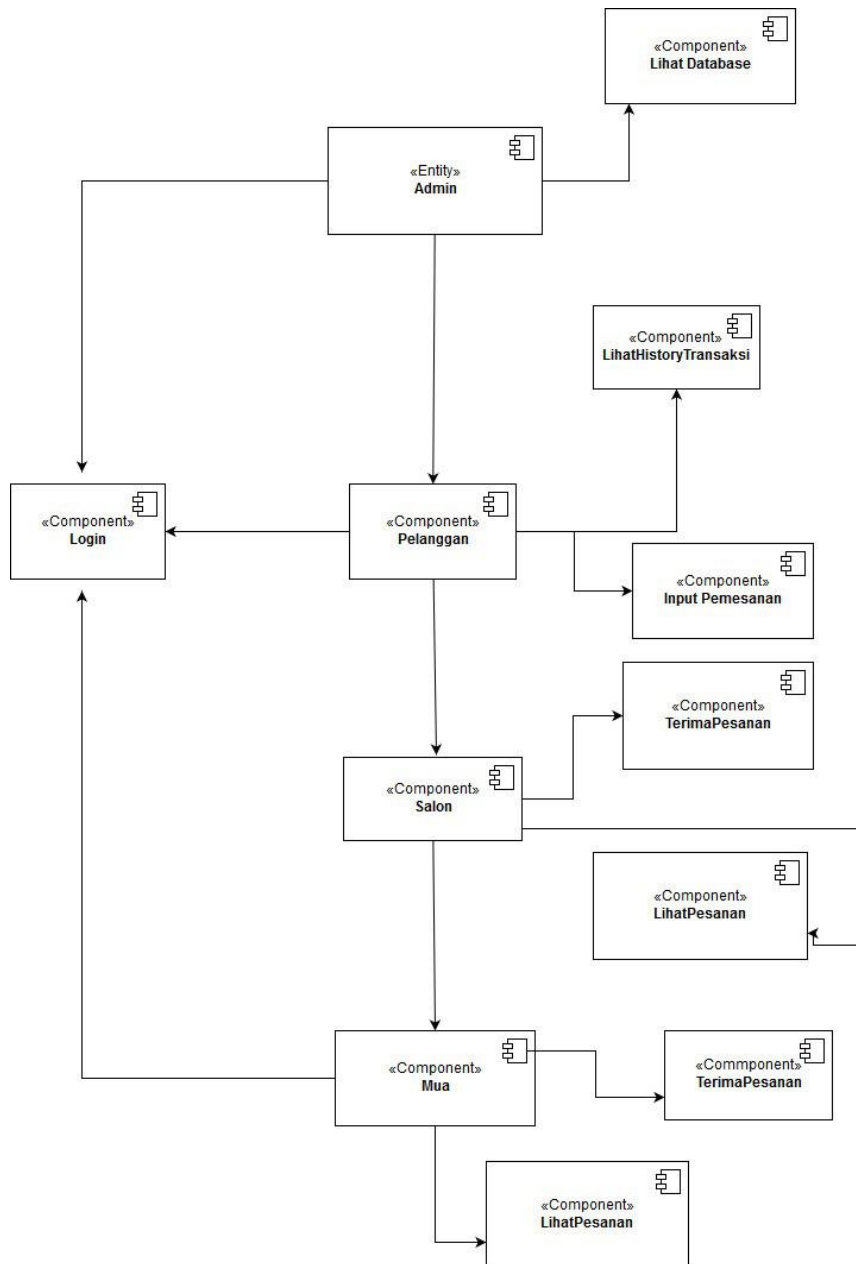 «Component»
Lihat Database
«Entity»
Admin
«Component»
LihatHistoryTransaksi
«Component»
Login
«Component»
Pelanggan
«Component»
Input Pemesanan
«Component»
TerimaPesanan
«Component»
Salon
«Component»
LihatPesanan
«Component»
Mua
«Commponent»
TerimaPesanan
«Component»
LihatPesanan